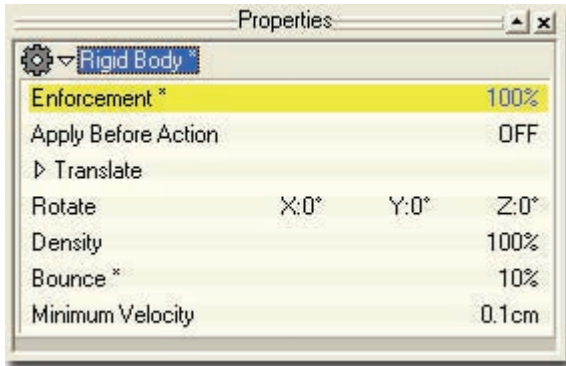 Properties
Rigid Body *
Enforcement * 100%
Apply Before Action OFF
Translate
Rotate X:0° Y:0° Z:0°
Density 100%
Bounce * 10%
Minimum Velocity 0.1cm